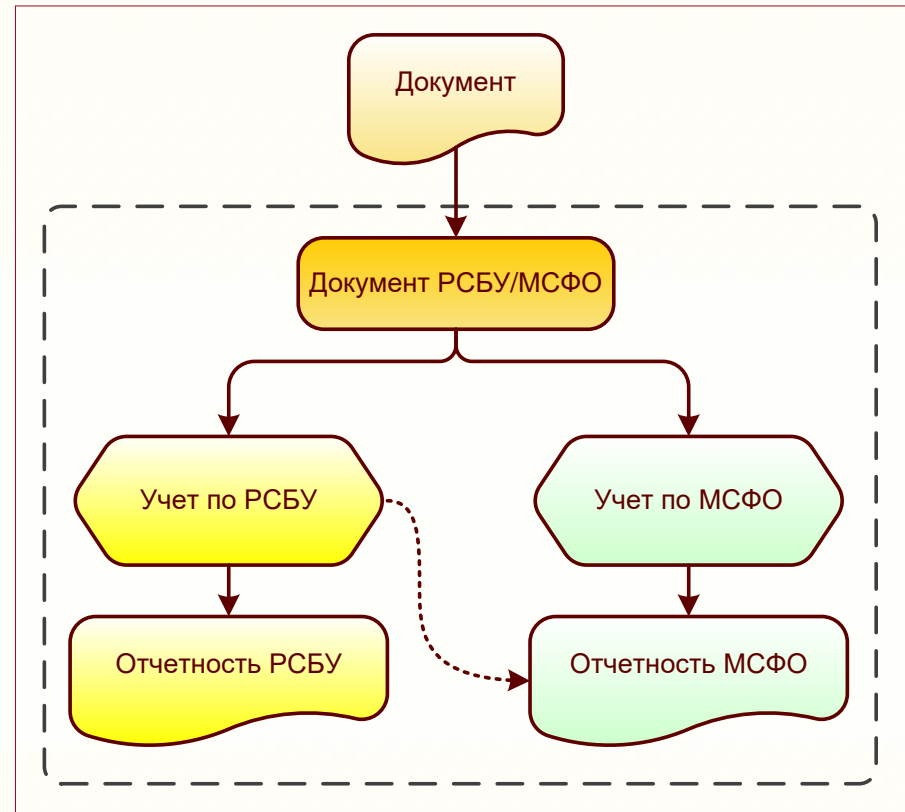 Документ
Документ РСБУ/МСФО
Учет по РСБУ
Учет по МСФО
Отчетность РСБУ
Отчетность МСФО